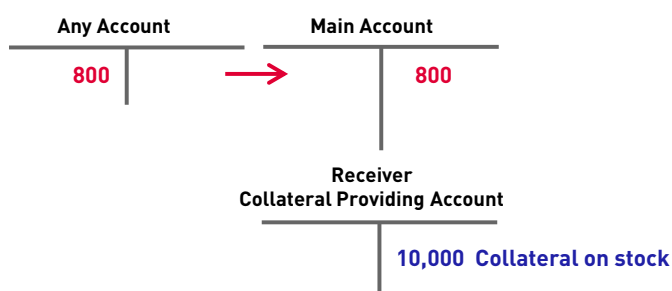 Any Account
Main Account
800
800
Receiver
Collateral Providing Account
10,000 Collateral on stock